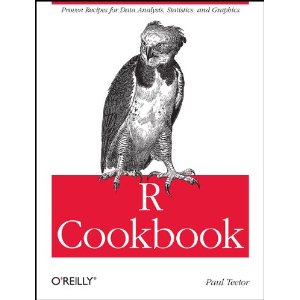 Proven Recipes for Data Analysis, Statistics, and Graphics
R
Cookbook
O'REILLY®
Paul Teetor